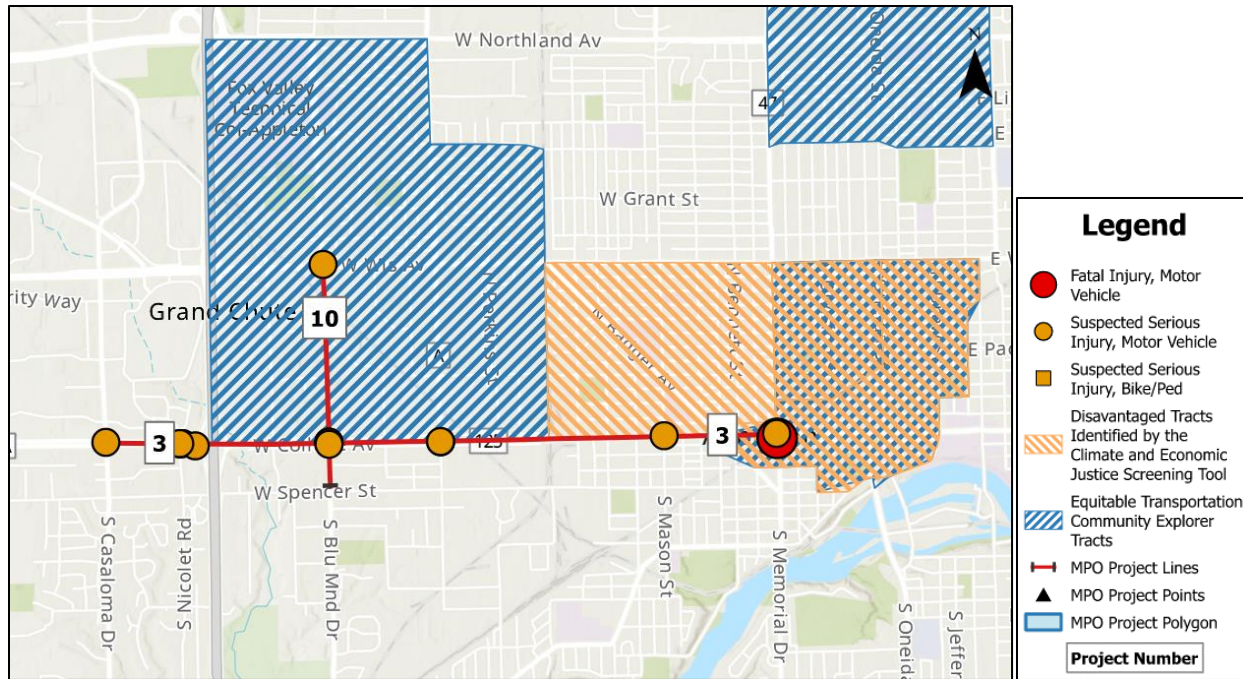 W Northland Av
N
Oneida St
Fox Valley
Technical
Col-Appleton
47
E Li
E
W Grant St
E W
W Wis Av
rity Way
Grand Chute
10
N Perkins St
N Badger Av
N Bennett St
E Pac
A
3
W College Av
125
3
W Spencer St
S Casaloma Dr
S Nicolet Rd
S Blu Mnd Dr
S Mason St
S Memorial Dr
S Oneida
S Jeffer
Legend
Fatal Injury, Motor
Vehicle
Suspected Serious
Injury, Motor Vehicle
Suspected Serious
Injury, Bike/Ped
Disavantaged Tracts
Identified by the
Climate and Economic
Justice Screening Tool
Equitable Transportation
Community Explorer
Tracts
MPO Project Lines
MPO Project Points
MPO Project Polygon
Project Number